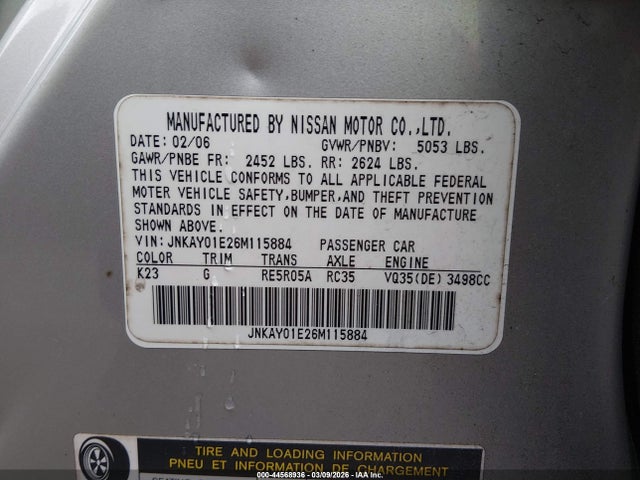 MANUFACTURED BY NISSAN MOTOR CO.,LTD.
DATE: 02/06 GVWR/PNBV: 5053 LBS.
GAWR/PNBE FR: 2452 LBS. RR: 2624 LBS.
THIS VEHICLE CONFORMS TO ALL APPLICABLE FEDERAL
MOTOR VEHICLE SAFETY,BUMPER,AND THEFT PREVENTION
STANDARDS IN EFFECT ON THE DATE OF MANUFACTURE
SHOWN ABOVE.
VIN: JNKAY01E26M115884 PASSENGER CAR
COLOR TRIM TRANS AXLE ENGINE
K23 G RE5R05A RC35 VQ35(DE) 3498CC
JNKAY01E26M115884
TIRE AND LOADING INFORMATION
PNEU ET INFORMATION DE CHARGEMENT
000-44568936 - 03/09/2026 - IAA Inc.